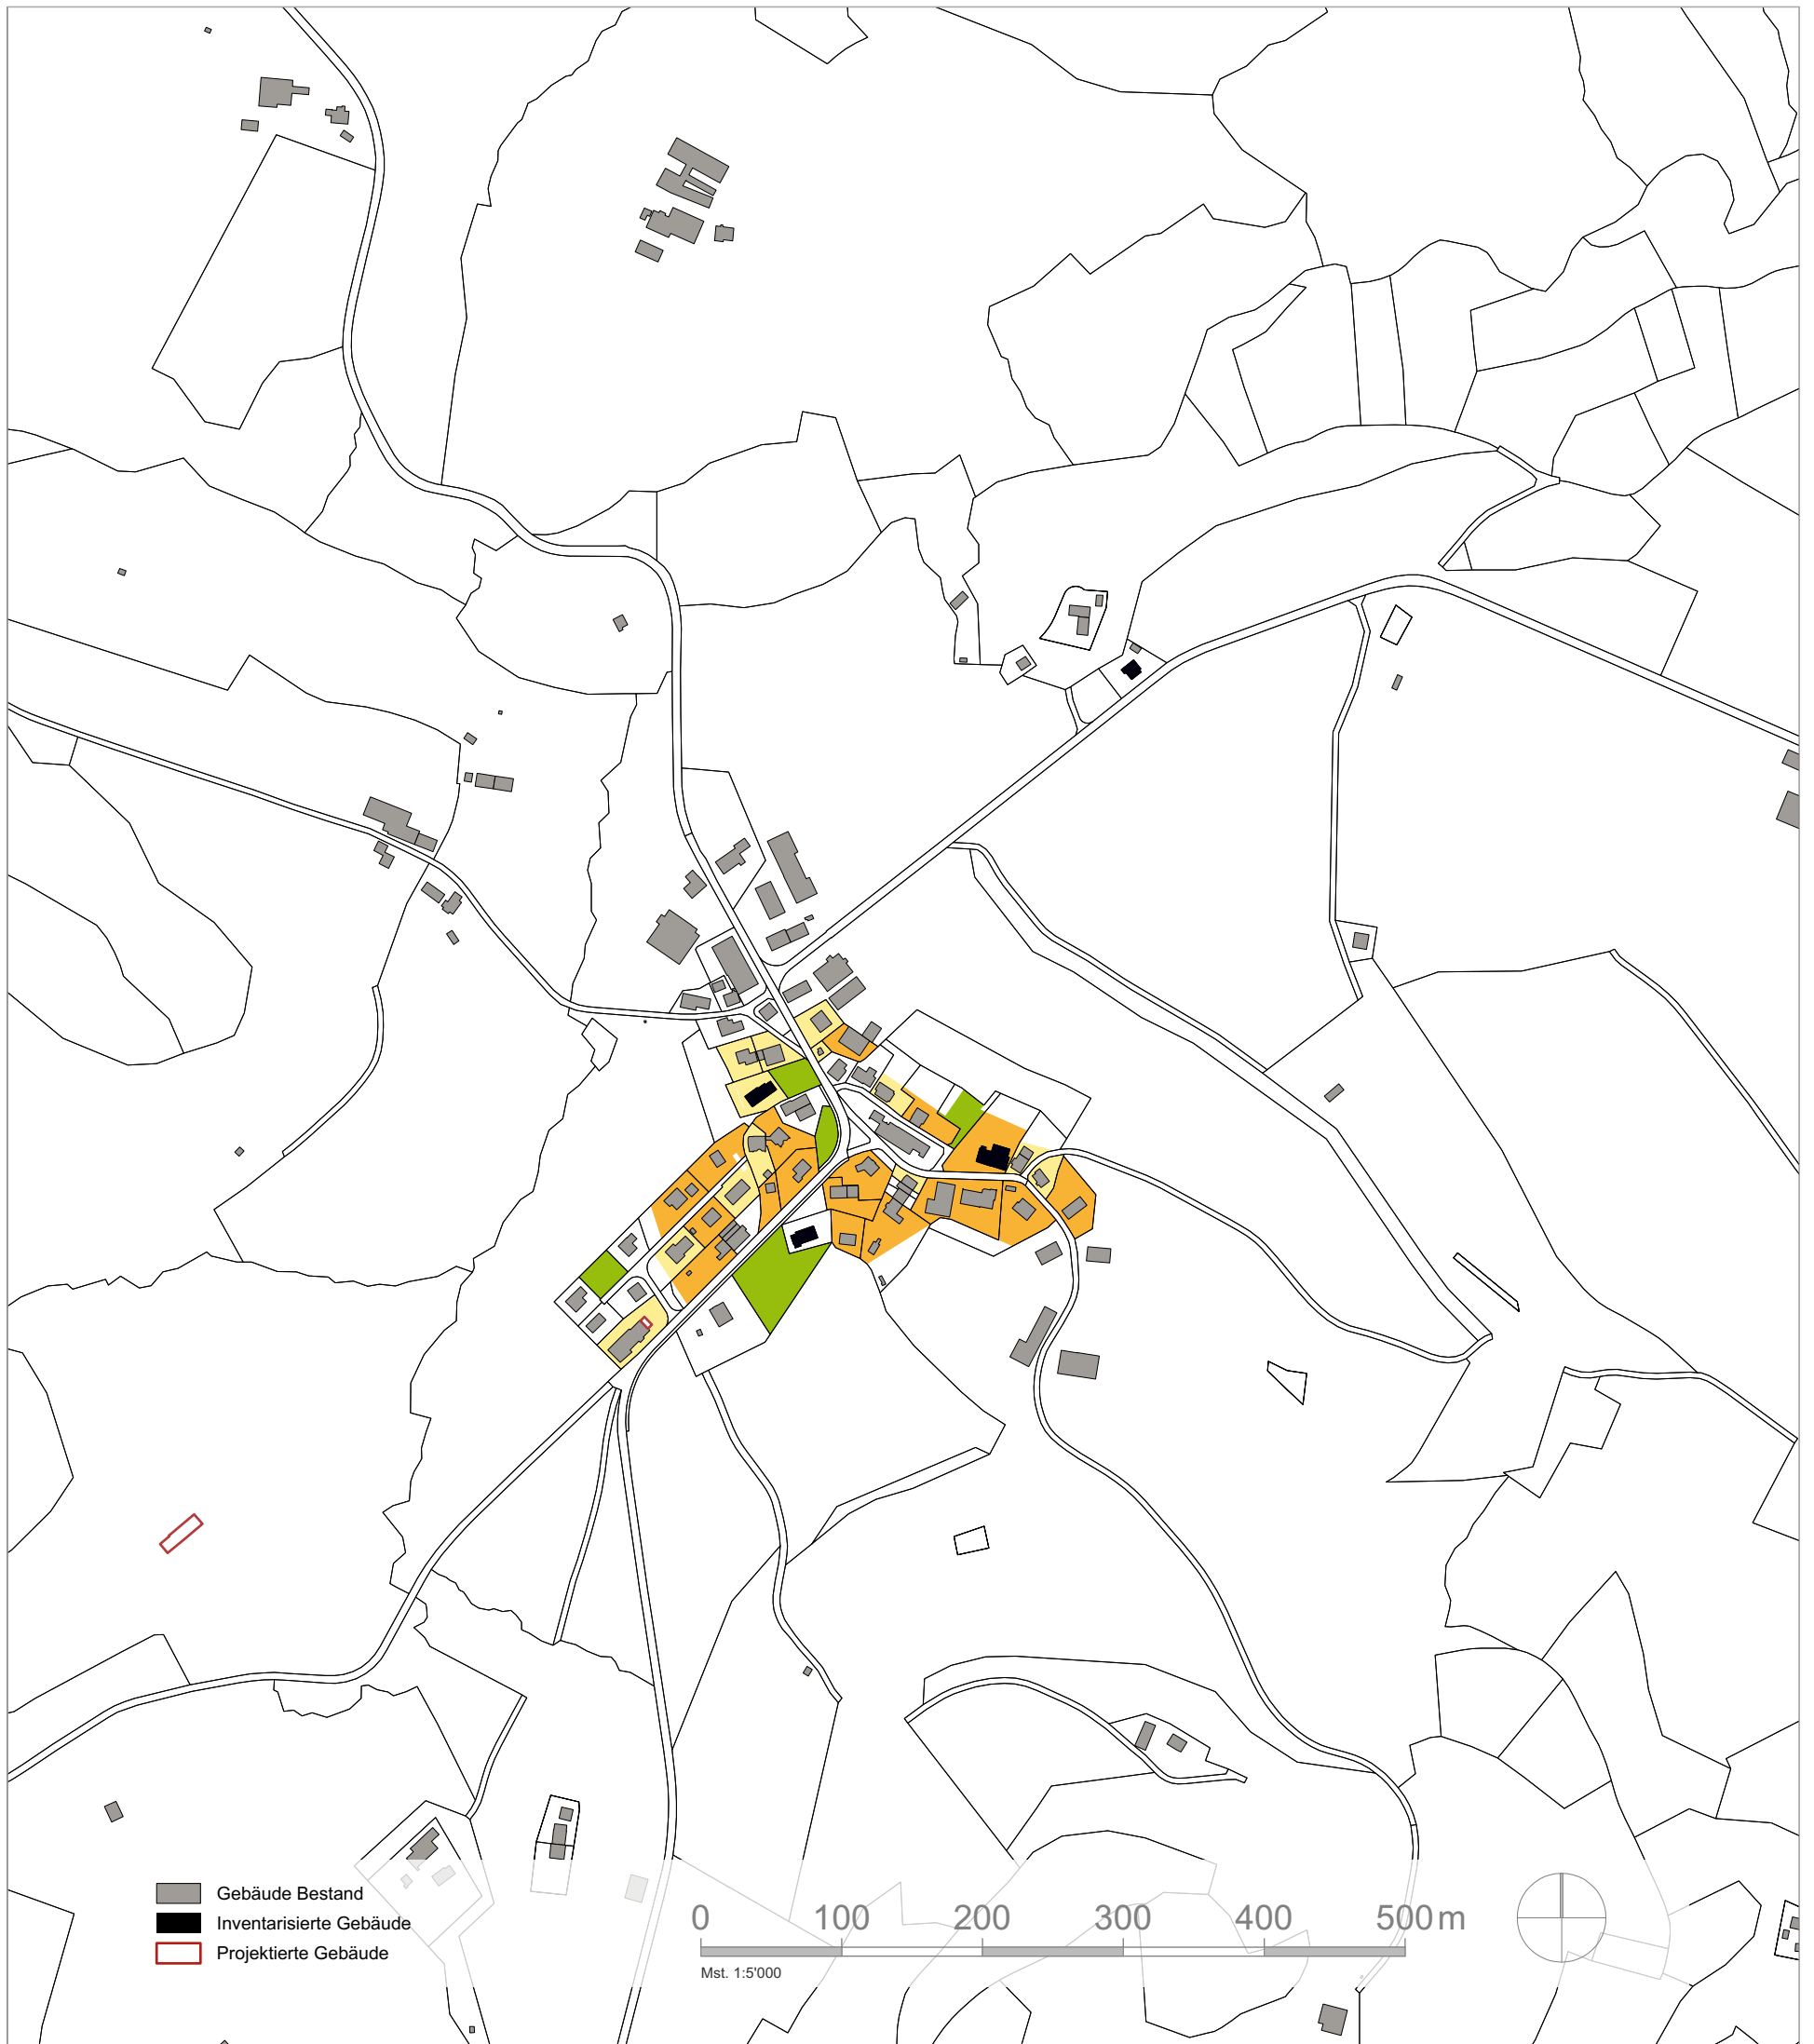 Gebäude Bestand
Inventarisierte Gebäude
Projektierte Gebäude
0 100 200 300 400 500 m
Mst. 1:5'000